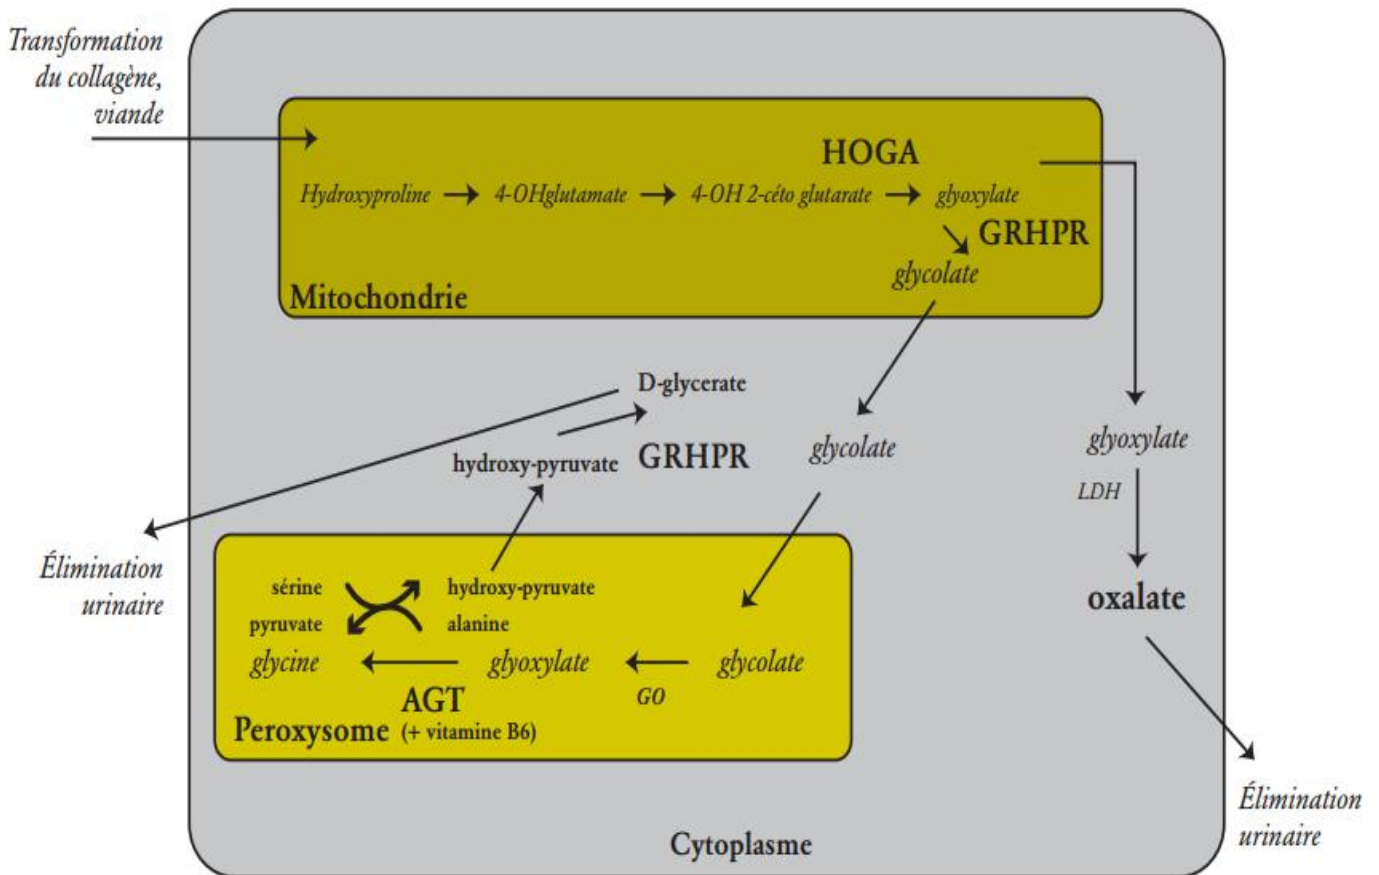 Transformation
du collagène,
viande
HOGA
Hydroxyproline
4-OHglutamate
4-OH 2-céto glutarate
glyoxylate
GRHPR
glycolate
Mitochondrie
D-glycerate
hydroxy-pyruvate
GRHPR
glycolate
glyoxylate
LDH
oxalate
Élimination
urinaire
sérine
hydroxy-pyruvate
pyruvate
alanine
glycine
glyoxylate
glycolate
AGT
GO
Peroxysome (+ vitamine B6)
Élimination
urinaire
Cytoplasme